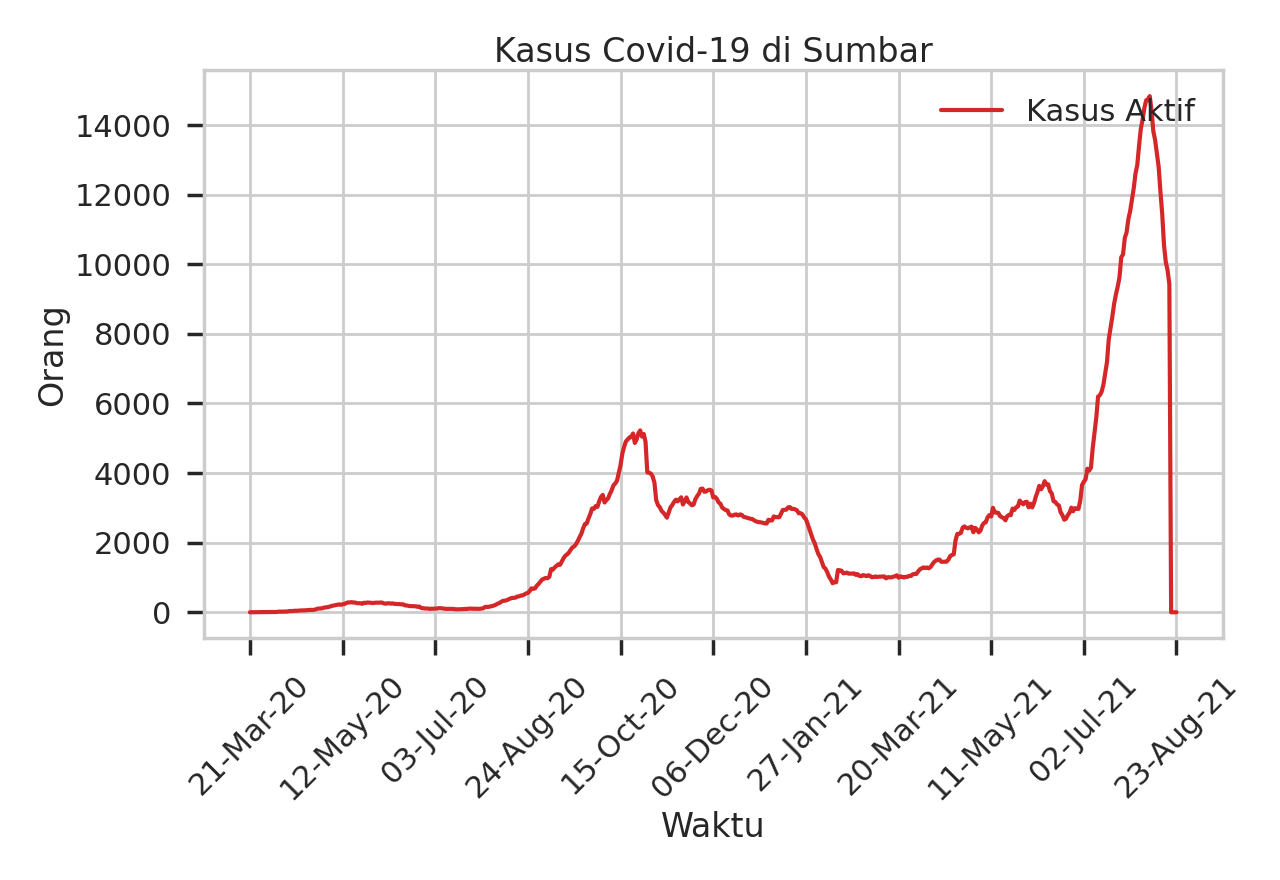 Kasus Covid-19 di Sumbar
Kasus Aktif
14000
12000
10000
8000
6000
4000
2000
0
Orang
21-Mar-20
12-May-20
03-Jul-20
24-Aug-20
15-Oct-20
06-Dec-20
27-Jan-21
20-Mar-21
11-May-21
02-Jul-21
23-Aug-21
Waktu